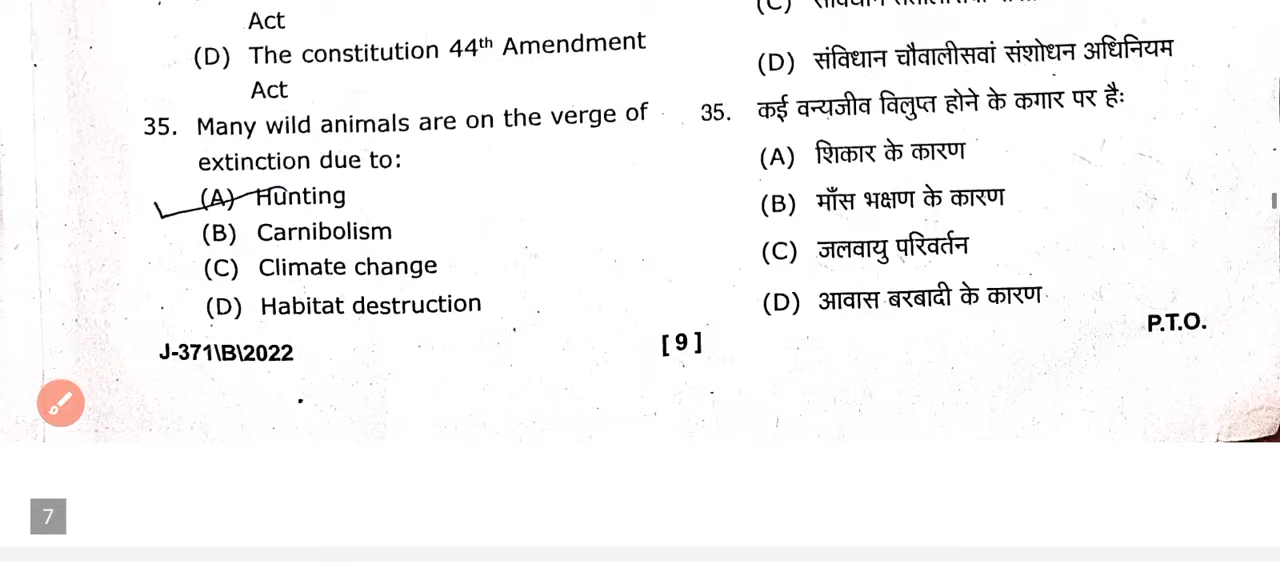 Act
(D) The constitution 44th Amendment
Act
35. Many wild animals are on the verge of
extinction due to:
(A) Hunting
(B) Carnibolism
(C) Climate change
(D) Habitat destruction
J-371\B\2022
(C)
(D) संविधान चौवालीसवां संशोधन अधिनियम
35. कई वन्यजीव विलुप्त होने के कगार पर हैः
(A) शिकार के कारण
(B) माँस भक्षण के कारण
(C) जलवायु परिवर्तन
(D) आवास बरबादी के कारण
[9]
P.T.O.
7